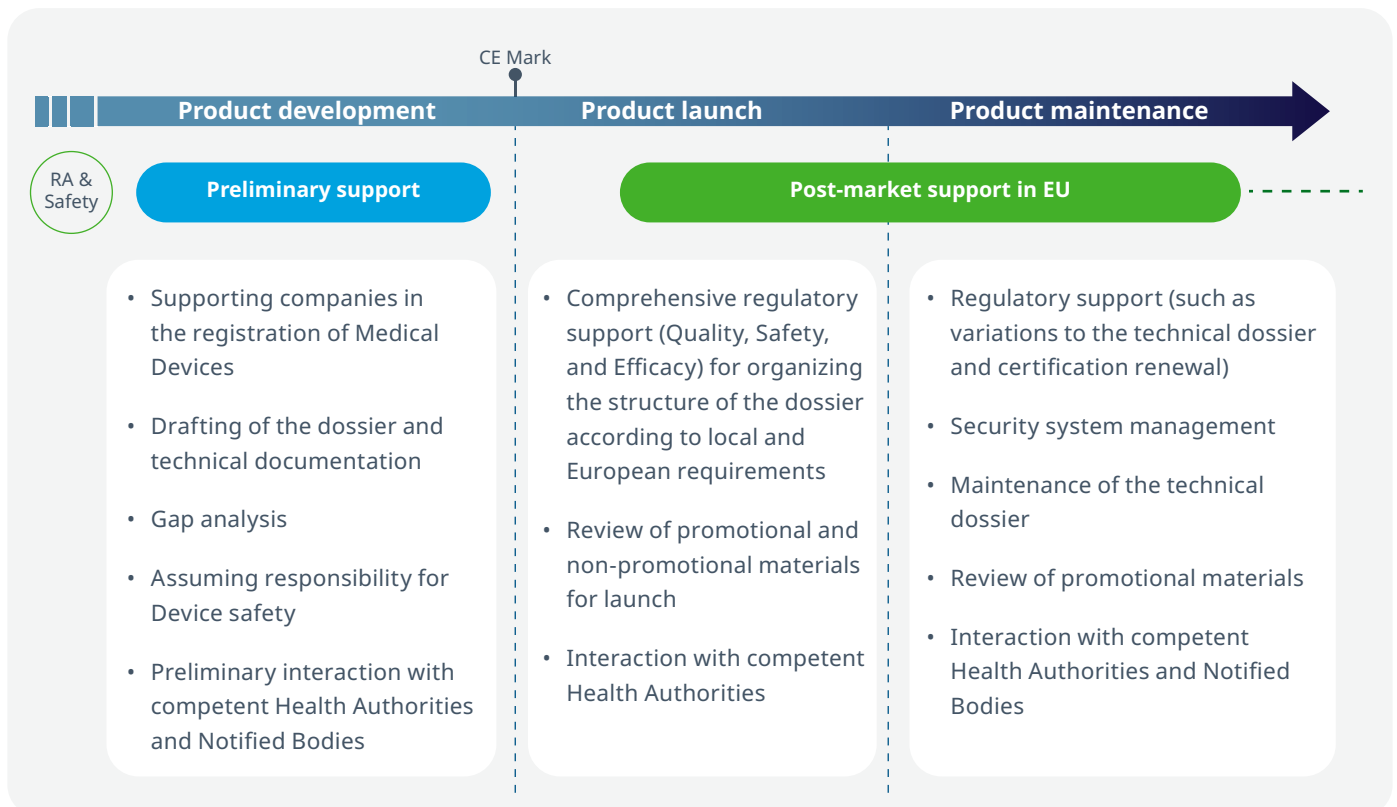 CE Mark
Product development
Product launch
Product maintenance
RA &
Safety
Preliminary support
Post-market support in EU
• Supporting companies in
the registration of Medical
Devices
• Drafting of the dossier and
technical documentation
• Gap analysis
• Assuming responsibility for
Device safety
• Preliminary interaction with
competent Health Authorities
and Notified Bodies
• Comprehensive regulatory
support (Quality, Safety,
and Efficacy) for organizing
the structure of the dossier
according to local and
European requirements
• Review of promotional and
non-promotional materials
for launch
• Interaction with competent
Health Authorities
• Regulatory support (such as
variations to the technical dossier
and certification renewal)
• Security system management
• Maintenance of the technical
dossier
• Review of promotional materials
• Interaction with competent
Health Authorities and Notified
Bodies